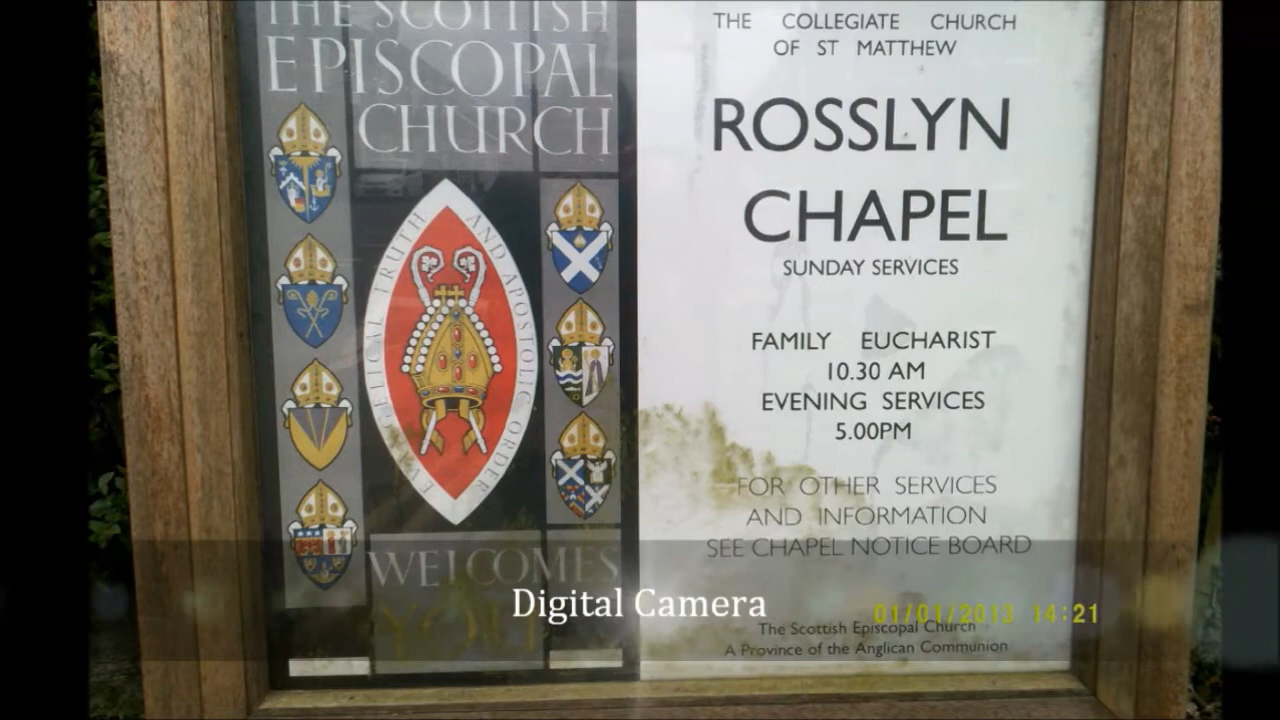 THE SCOTTISH
EPISCOPAL
CHURCH
EVANGELICAL TRUTH AND APOSTOLIC ORDER
WELCOMES
YOU
THE COLLEGIATE CHURCH
OF ST MATTHEW
ROSSLYN
CHAPEL
SUNDAY SERVICES
FAMILY EUCHARIST
10.30 AM
EVENING SERVICES
5.00PM
FOR OTHER SERVICES
AND INFORMATION
SEE CHAPEL NOTICE BOARD
The Scottish Episcopal Church
A Province of the Anglican Communion
Digital Camera
01/01/2013 14:21